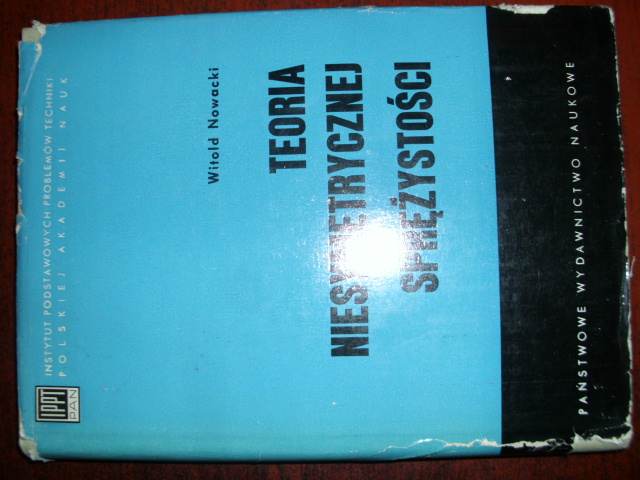 IPPT
PAN
INSTYTUT PODSTAWOWYCH PROBLEMÓW TECHNIKI
POLSKIEJ AKADEMII NAUK
Witold Nowacki
TEORIA
NIESYMETRYCZNEJ
SPRĘŻYSTOŚCI
PAŃSTWOWE WYDAWNICTWO NAUKOWE